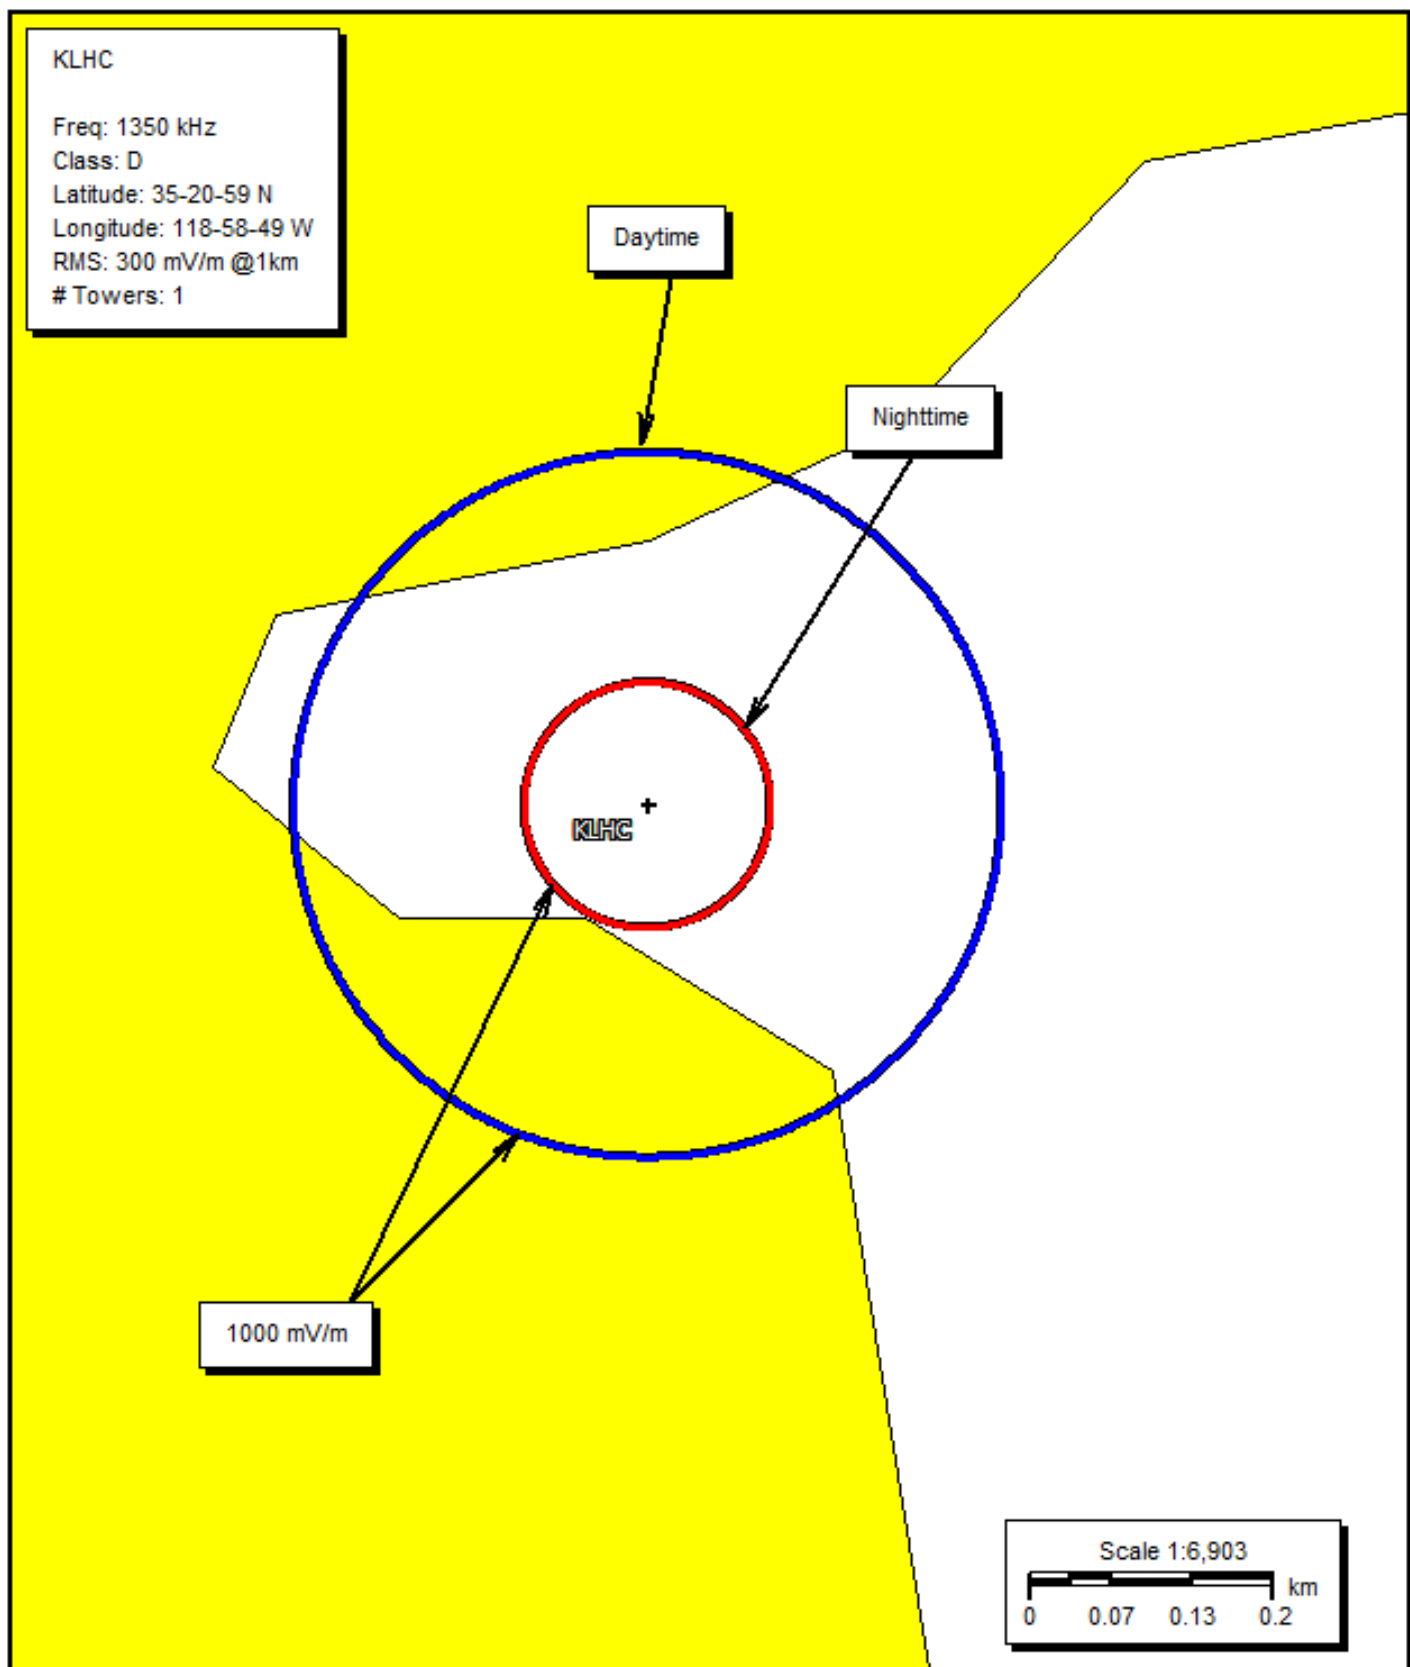 KLHC
Freq: 1350 kHz
Class: D
Latitude: 35-20-59 N
Longitude: 118-58-49 W
RMS: 300 mV/m @1km
# Towers: 1
Daytime
Nighttime
KLHC
1000 mV/m
Scale 1:6,903
km
0 0.07 0.13 0.2